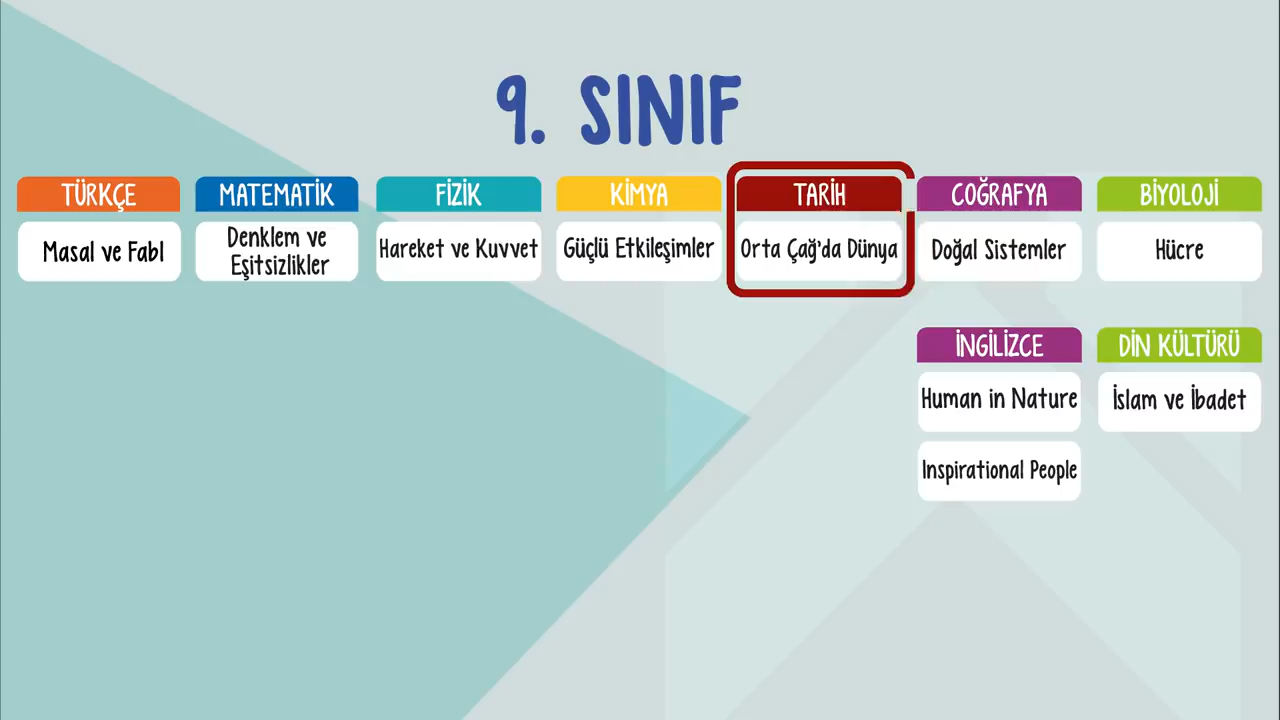 9. SINIF
TÜRKÇE
Masal ve Fabl
MATEMATİK
Denklem ve
Eşitsizlikler
FİZİK
Hareket ve Kuvvet
KİMYA
Güçlü Etkileşimler
TARİH
Orta Çağ'da Dünya
COĞRAFYA
Doğal Sistemler
BİYOLOJİ
Hücre
İNGİLİZCE
Human in Nature
Inspirational People
DİN KÜLTÜRÜ
İslam ve İbadet